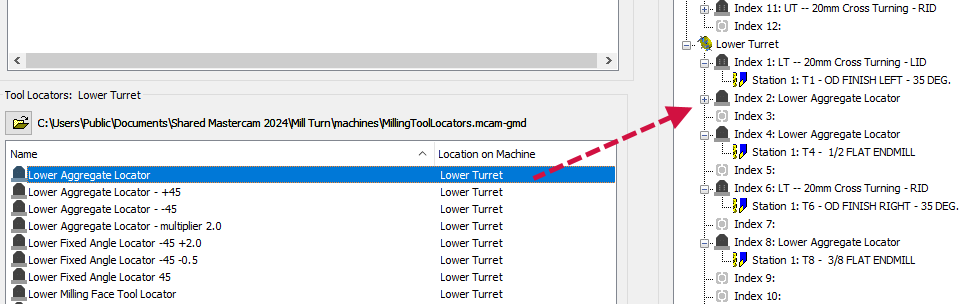 Tool Locators: Lower Turret
C:\Users\Public\Documents\Shared Mastercam 2024\Mill Turn\machines\MillingToolLocators.mcam-gmd
Name Location on Machine
Lower Aggregate Locator Lower Turret
Lower Aggregate Locator - +45 Lower Turret
Lower Aggregate Locator - -45 Lower Turret
Lower Aggregate Locator - multiplier 2.0 Lower Turret
Lower Fixed Angle Locator -45 +2.0 Lower Turret
Lower Fixed Angle Locator -45 -0.5 Lower Turret
Lower Fixed Angle Locator 45 Lower Turret
Lower Milling Face Tool Locator Lower Turret
Index 11: UT -- 20mm Cross Turning - RID
Index 12:
Lower Turret
Index 1: LT -- 20mm Cross Turning - LID
Station 1: T1 - OD FINISH LEFT - 35 DEG.
Index 2: Lower Aggregate Locator
Index 3:
Index 4: Lower Aggregate Locator
Station 1: T4 - 1/2 FLAT ENDMILL
Index 5:
Index 6: LT -- 20mm Cross Turning - RID
Station 1: T6 - OD FINISH RIGHT - 35 DEG.
Index 7:
Index 8: Lower Aggregate Locator
Station 1: T8 - 3/8 FLAT ENDMILL
Index 9:
Index 10: